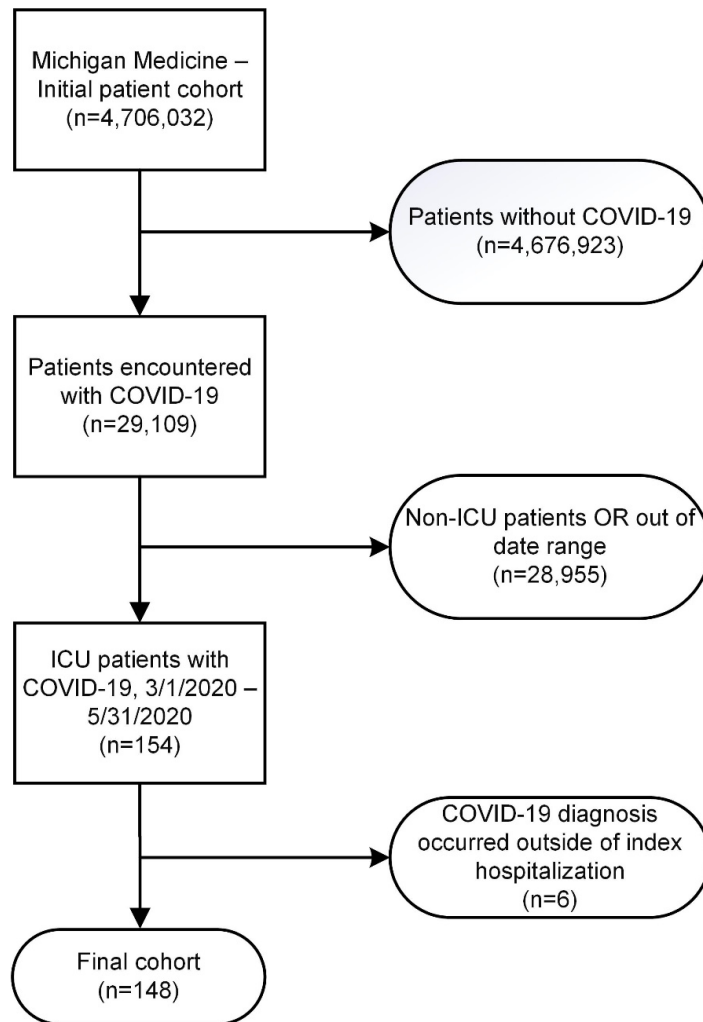 Michigan Medicine –
Initial patient cohort
(n=4,706,032)
Patients without COVID-19
(n=4,676,923)
Patients encountered
with COVID-19
(n=29,109)
Non-ICU patients OR out of
date range
(n=28,955)
ICU patients with
COVID-19, 3/1/2020 –
5/31/2020
(n=154)
COVID-19 diagnosis
occurred outside of index
hospitalization
(n=6)
Final cohort
(n=148)